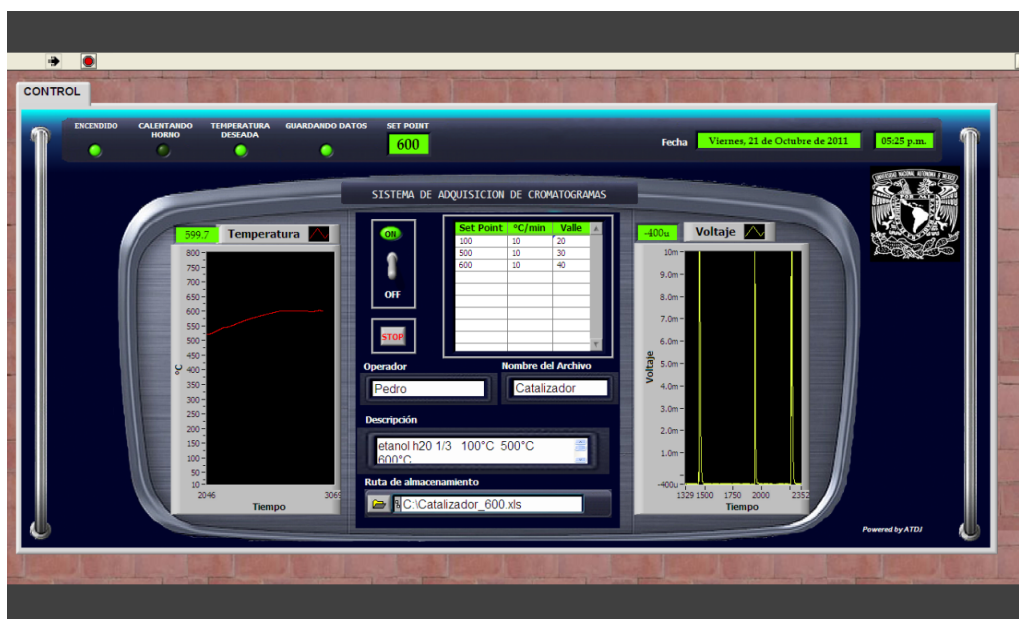 CONTROL
ENCENDIDO
CALENTANDO
HORNO
TEMPERATURA
DESEADA
GUARDANDO DATOS
SET POINT
600
Fecha
Viernes, 21 de Octubre de 2011
05:25 p.m.
SISTEMA DE ADQUISICION DE CROMATOGRAMAS
599.7
Temperatura
800
750
700
650
600
550
500
450
400
350
300
250
200
150
100
50
10
°C
2046
3069
Tiempo
ON
OFF
STOP
Set Point °C/min Valle
100 10 20
500 10 30
600 10 40
Operador
Pedro
Nombre del Archivo
Catalizador
Descripción
etanol h20 1/3 100°C 500°C
600°C
Ruta de almacenamiento
C:\Catalizador_600.xls
-400u
Voltaje
10m
9.0m
8.0m
7.0m
6.0m
5.0m
4.0m
3.0m
2.0m
1.0m
-400u
Voltaje
1329 1500 1750 2000 2352
Tiempo
Powered by ATDI